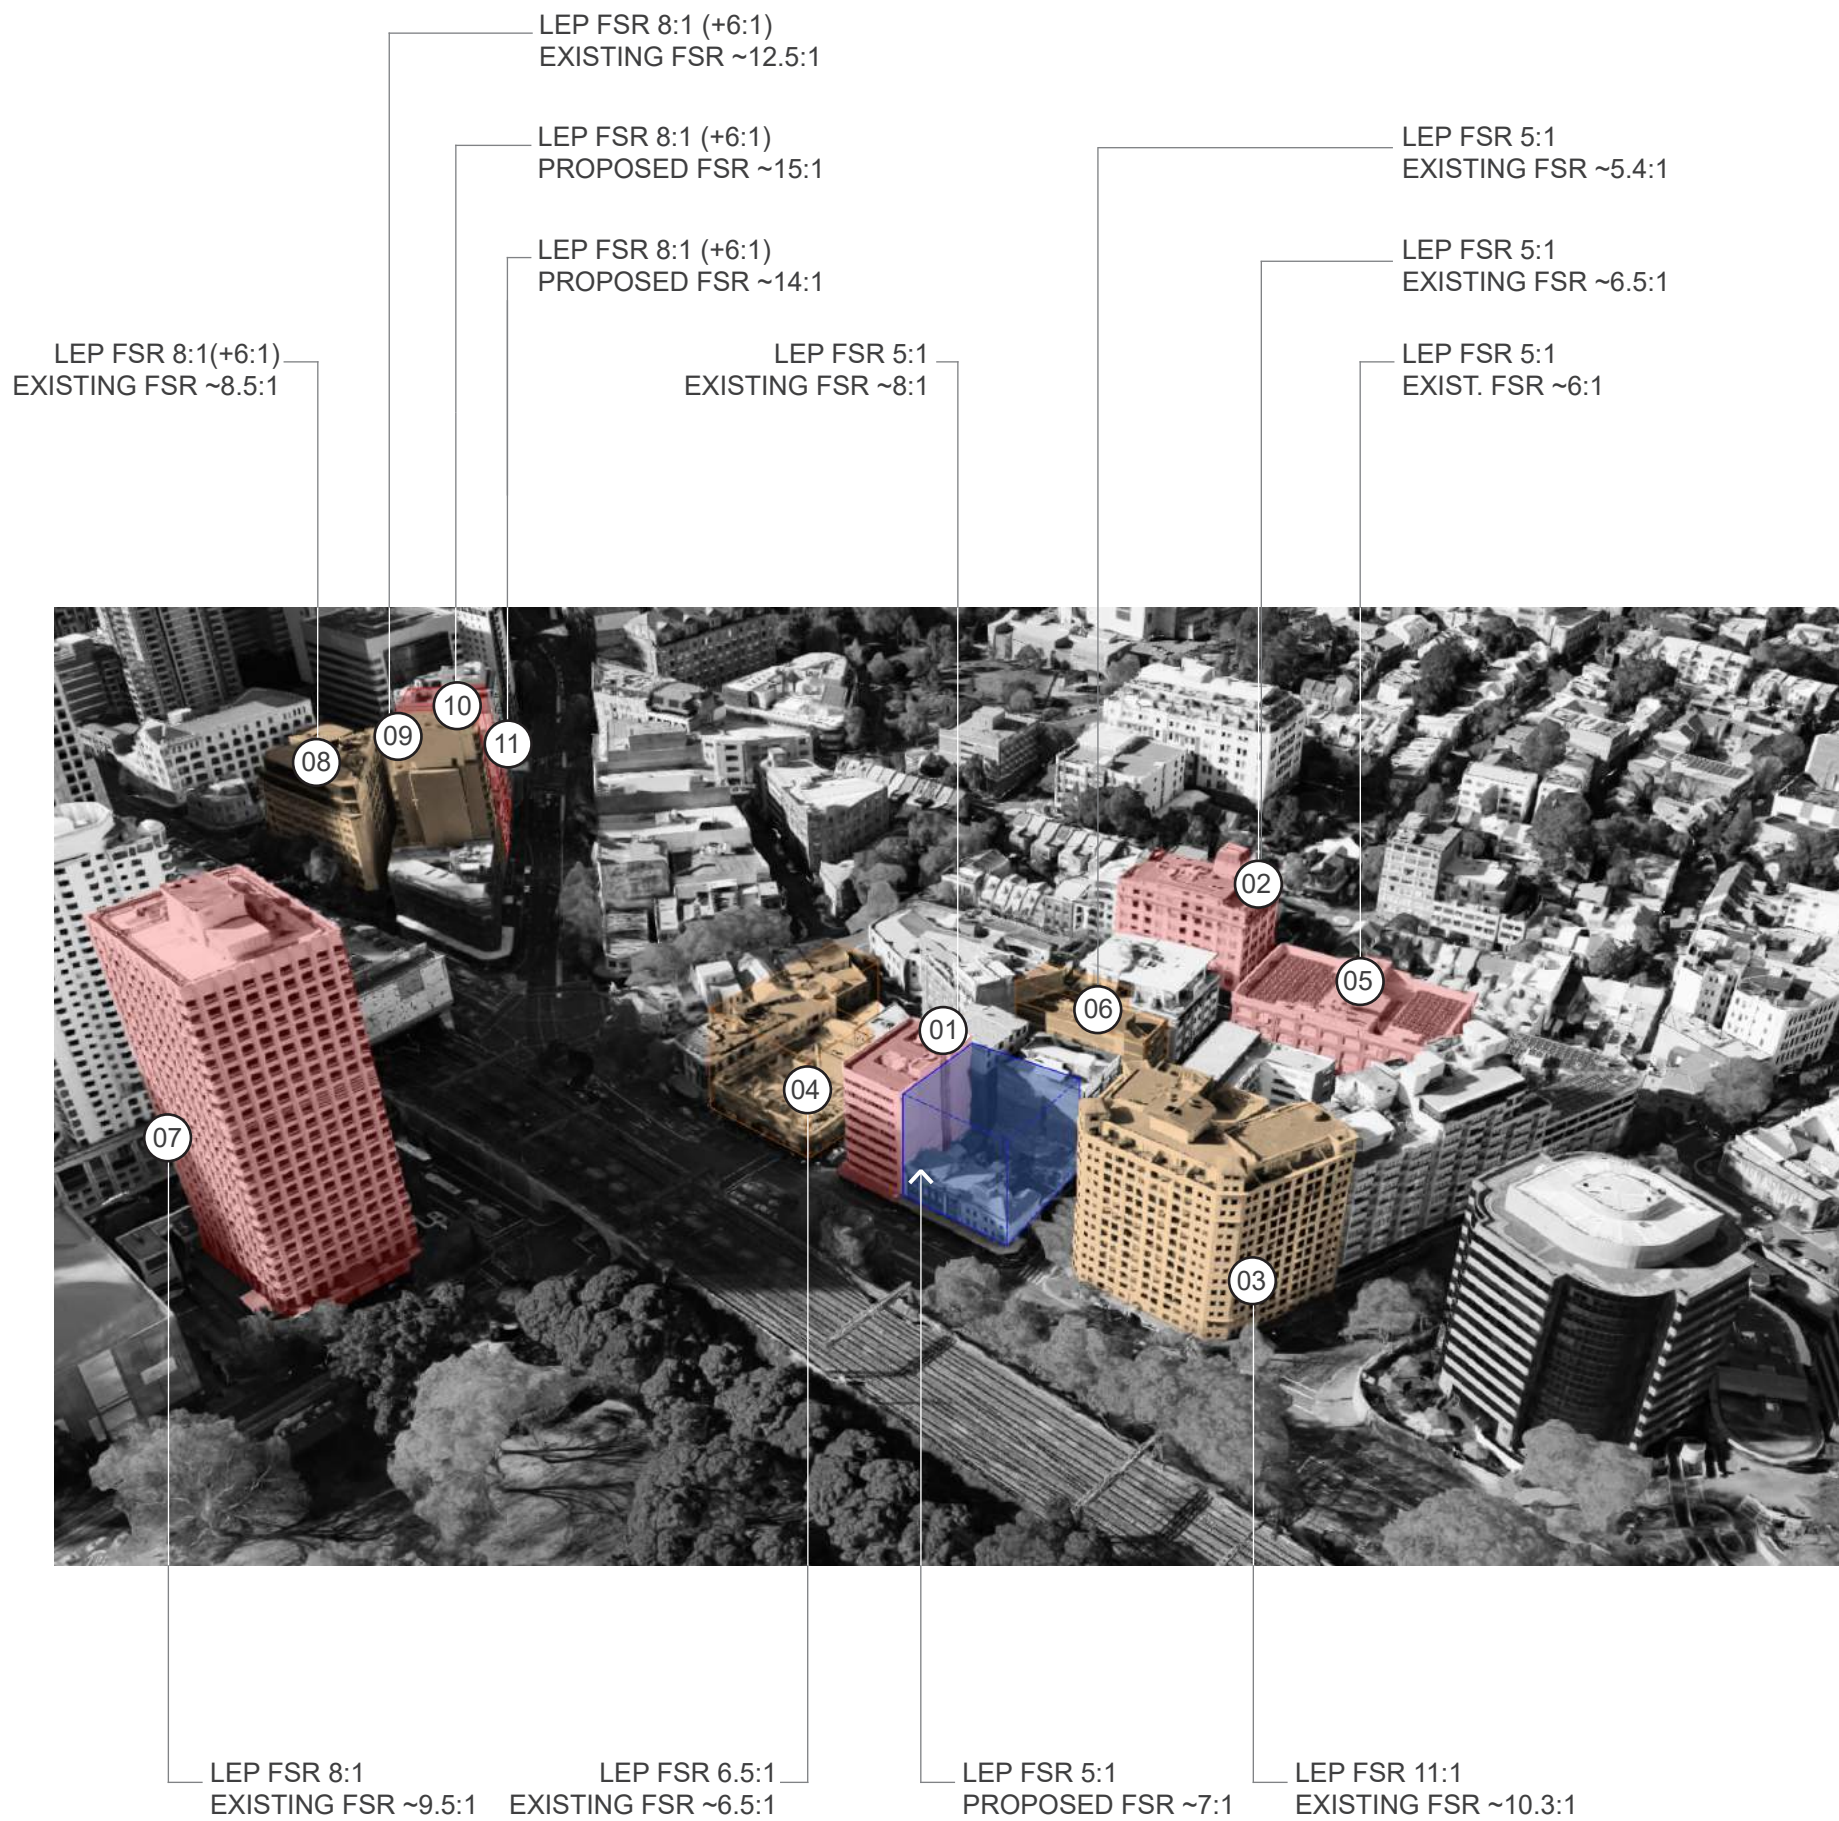 LEP FSR 8:1 (+6:1)
EXISTING FSR ~12.5:1
LEP FSR 8:1 (+6:1)
PROPOSED FSR ~15:1
LEP FSR 5:1
EXISTING FSR ~5.4:1
LEP FSR 8:1 (+6:1)
PROPOSED FSR ~14:1
LEP FSR 5:1
EXISTING FSR ~6.5:1
LEP FSR 8:1(+6:1)
EXISTING FSR ~8.5:1
LEP FSR 5:1
EXISTING FSR ~8:1
LEP FSR 5:1
EXIST. FSR ~6:1
10
09
11
08
02
05
06
01
04
07
03
LEP FSR 8:1
EXISTING FSR ~9.5:1
LEP FSR 6.5:1
EXISTING FSR ~6.5:1
LEP FSR 5:1
PROPOSED FSR ~7:1
LEP FSR 11:1
EXISTING FSR ~10.3:1